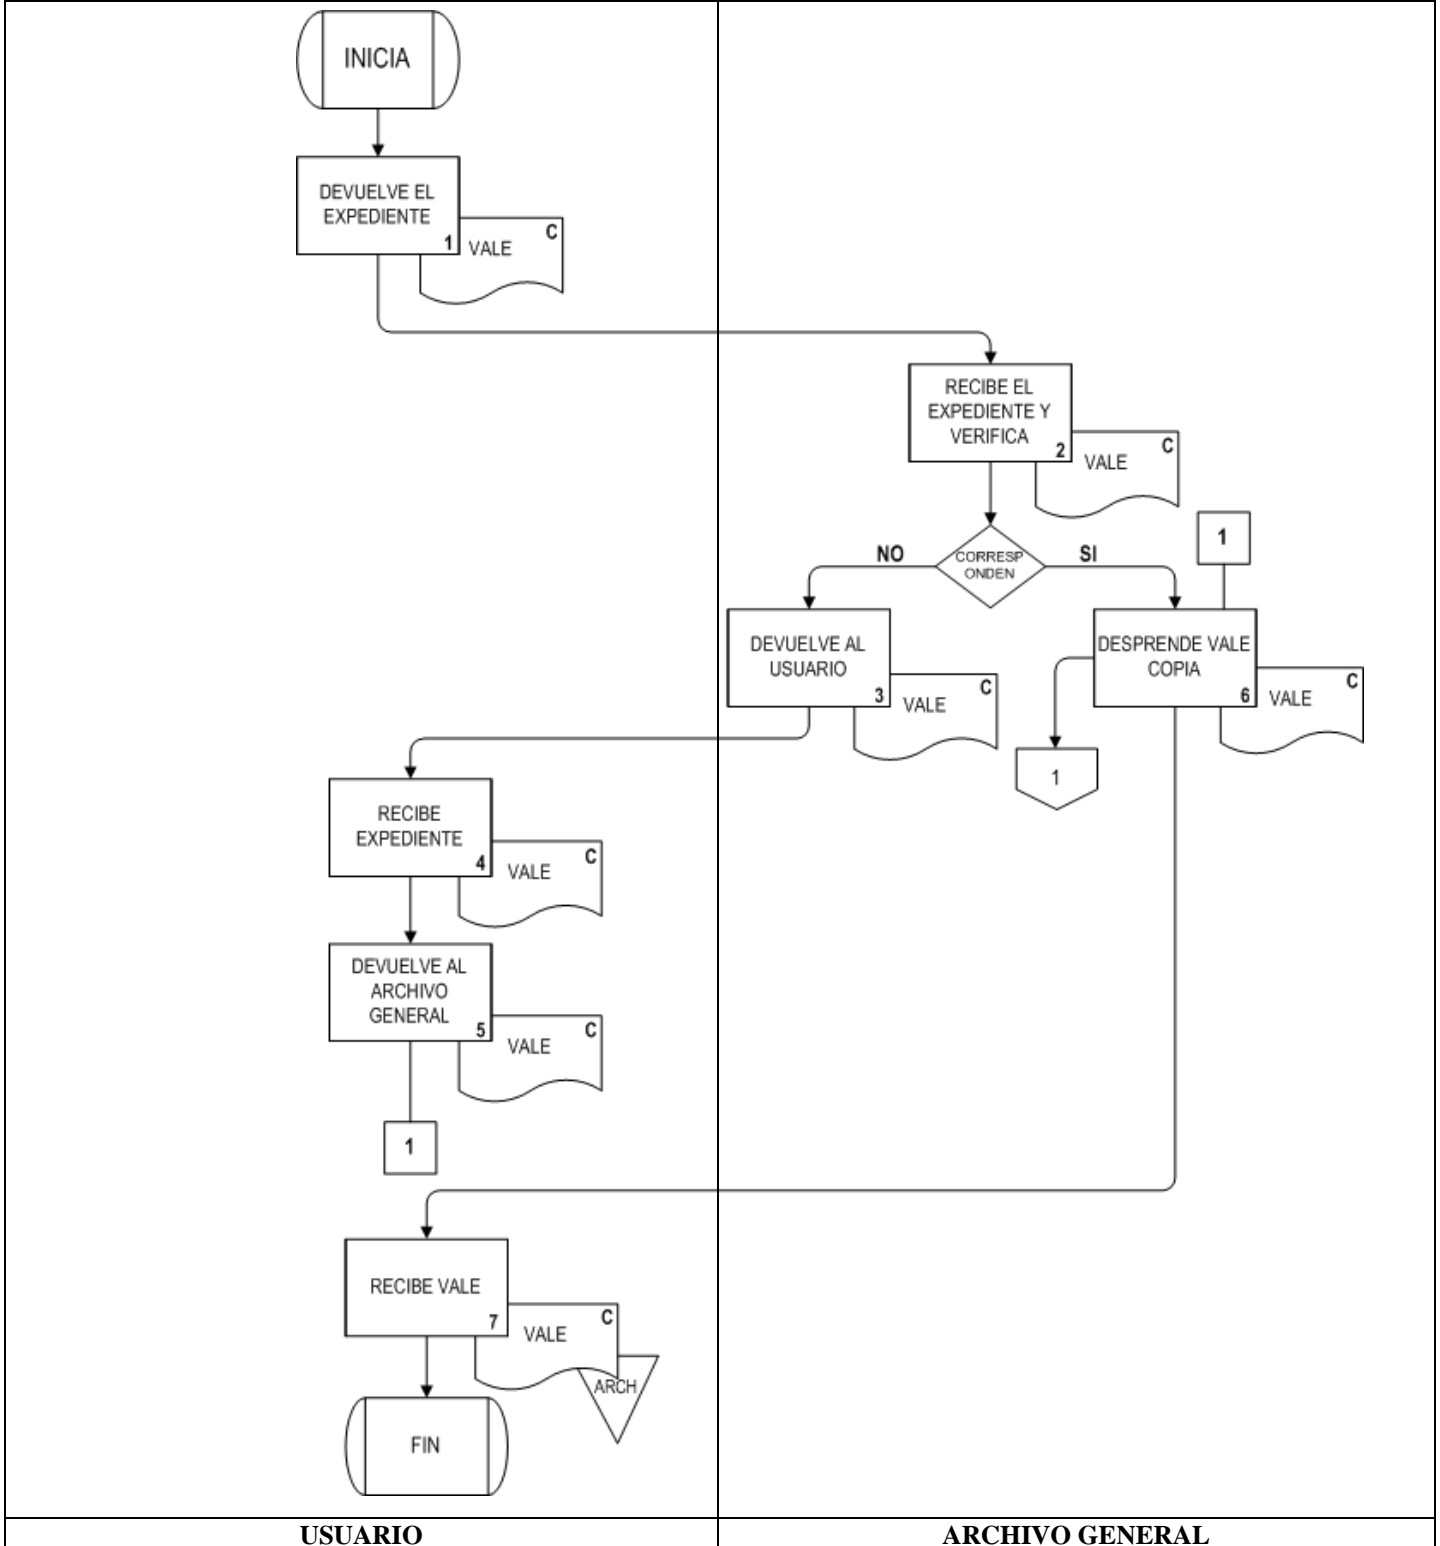 INICIA
DEVUELVE EL
EXPEDIENTE
1
VALE
C
RECIBE EL
EXPEDIENTE Y
VERIFICA
2
VALE
C
CORRESP
ONDEN
NO
SI
1
DEVUELVE AL
USUARIO
3
VALE
C
DESPRENDE VALE
COPIA
6
VALE
C
1
RECIBE
EXPEDIENTE
4
VALE
C
DEVUELVE AL
ARCHIVO
GENERAL
5
VALE
C
1
RECIBE VALE
7
VALE
C
ARCH
FIN
USUARIO
ARCHIVO GENERAL